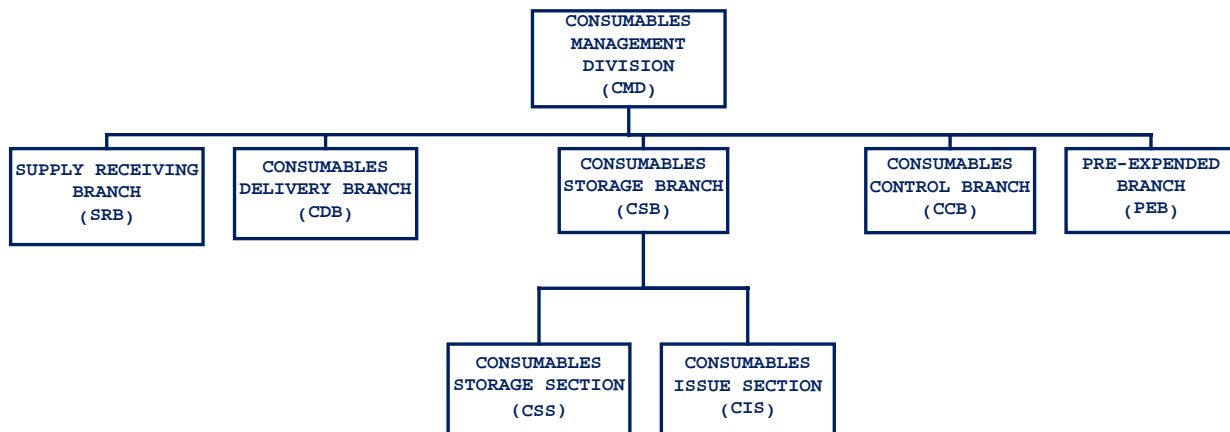 CONSUMABLES
MANAGEMENT
DIVISION
(CMD)
SUPPLY RECEIVING
BRANCH
(SRB)
CONSUMABLES
DELIVERY BRANCH
(CDB)
CONSUMABLES
STORAGE BRANCH
(CSB)
CONSUMABLES
CONTROL BRANCH
(CCB)
PRE-EXPENDED
BRANCH
(PEB)
CONSUMABLES
STORAGE SECTION
(CSS)
CONSUMABLES
ISSUE SECTION
(CIS)